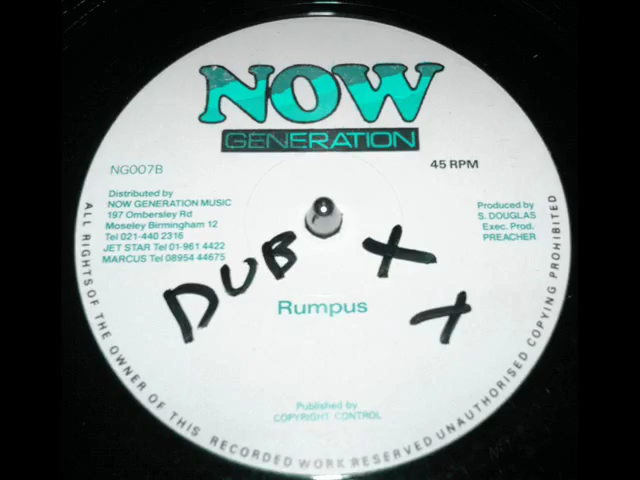 NOW
GENERATION
NG007B
45 RPM
Distributed by
NOW GENERATION MUSIC
197 Ombersley Rd
Moseley Birmingham 12
Tel 021-440 2316
JET STAR Tel 01-961 4422
MARCUS Tel 08954 44675
Produced by
S. DOUGLAS
Exec. Prod.
PREACHER
DUB X X
Rumpus
Published by
COPYRIGHT CONTROL
ALL RIGHTS OF THE OWNER OF THIS RECORDED WORK RESERVED UNAUTHORISED COPYING PROHIBITED